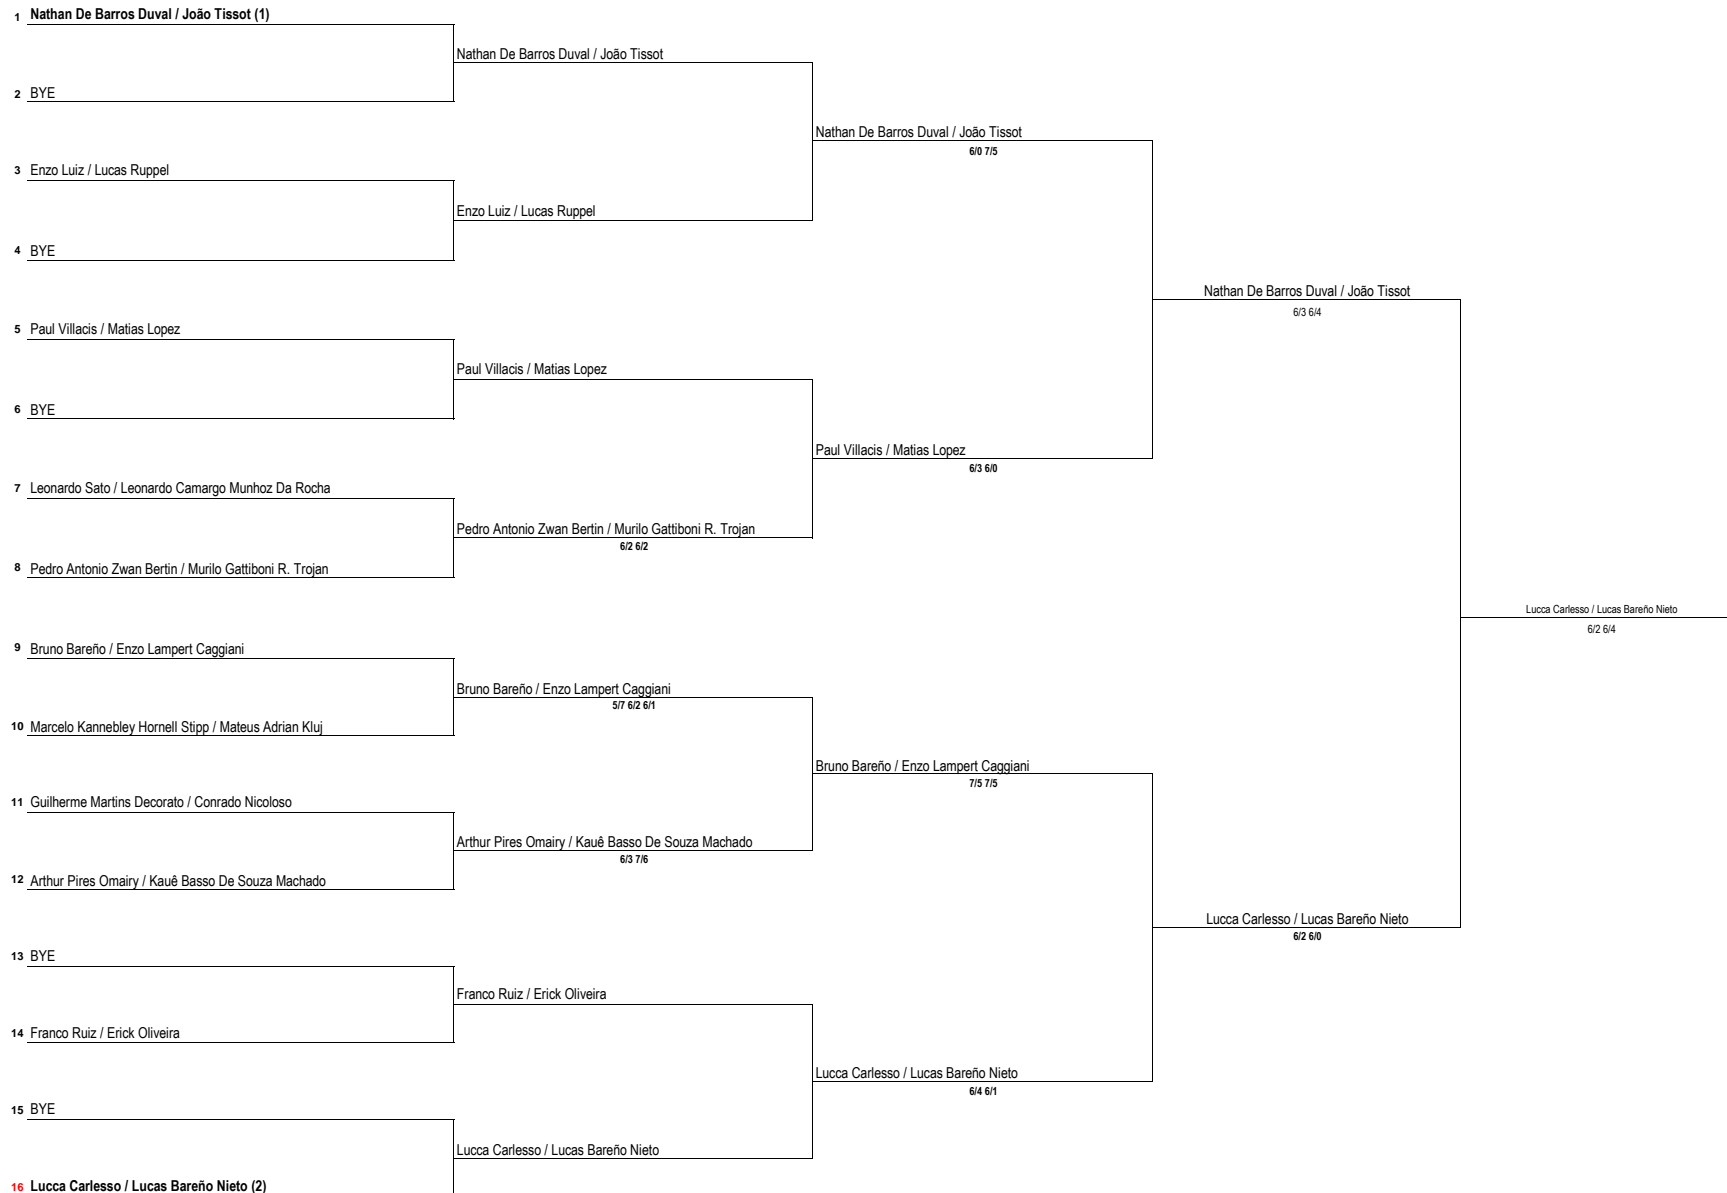 1 Nathan De Barros Duval / João Tissot (1)
Nathan De Barros Duval / João Tissot
2 BYE
Nathan De Barros Duval / João Tissot
6/0 7/5
3 Enzo Luiz / Lucas Ruppel
Enzo Luiz / Lucas Ruppel
4 BYE
Nathan De Barros Duval / João Tissot
6/3 6/4
5 Paul Villacis / Matias Lopez
Paul Villacis / Matias Lopez
6 BYE
Paul Villacis / Matias Lopez
6/3 6/0
7 Leonardo Sato / Leonardo Camargo Munhoz Da Rocha
Pedro Antonio Zwan Bertin / Murilo Gattiboni R. Trojan
6/2 6/2
8 Pedro Antonio Zwan Bertin / Murilo Gattiboni R. Trojan
Lucca Carlesso / Lucas Bareño Nieto
6/2 6/4
9 Bruno Bareño / Enzo Lampert Caggiani
Bruno Bareño / Enzo Lampert Caggiani
5/7 6/2 6/1
10 Marcelo Kannebley Hornell Stipp / Mateus Adrian Kluj
Bruno Bareño / Enzo Lampert Caggiani
7/5 7/5
11 Guilherme Martins Decorato / Conrado Nicoloso
Arthur Pires Omairy / Kauê Basso De Souza Machado
6/3 7/6
12 Arthur Pires Omairy / Kauê Basso De Souza Machado
Lucca Carlesso / Lucas Bareño Nieto
6/2 6/0
13 BYE
Franco Ruiz / Erick Oliveira
14 Franco Ruiz / Erick Oliveira
Lucca Carlesso / Lucas Bareño Nieto
6/4 6/1
15 BYE
Lucca Carlesso / Lucas Bareño Nieto
16 Lucca Carlesso / Lucas Bareño Nieto (2)